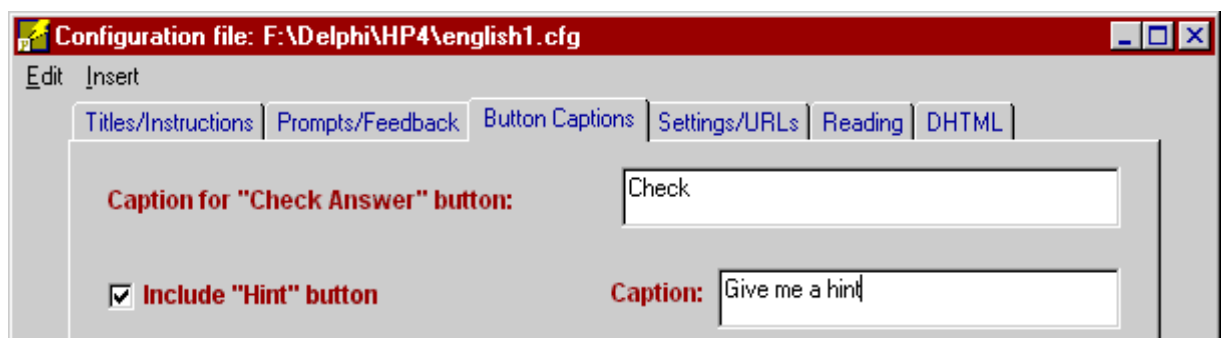 Configuration file: F:\Delphi\HP4\english1.cfg
Edit Insert
Titles/Instructions Prompts/Feedback Button Captions Settings/URLs Reading DHTML
Caption for "Check Answer" button: Check
Include "Hint" button Caption: Give me a hint